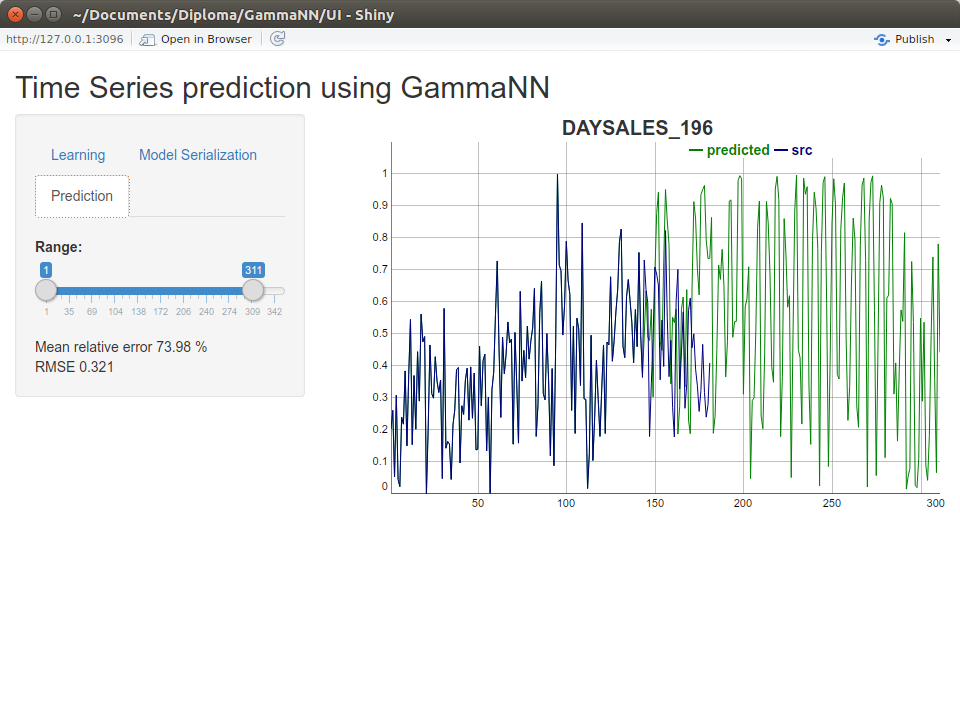 ~/Documents/Diploma/GammaNN/UI - Shiny
http://127.0.0.1:3096 Open in Browser Publish
Time Series prediction using GammaNN
Learning Model Serialization
Prediction
Range:
1 311
1 35 69 104 138 172 206 240 274 309 342
Mean relative error 73.98 %
RMSE 0.321
DAYSALES_196
predicted src
1
0.9
0.8
0.7
0.6
0.5
0.4
0.3
0.2
0.1
0
50 100 150 200 250 300